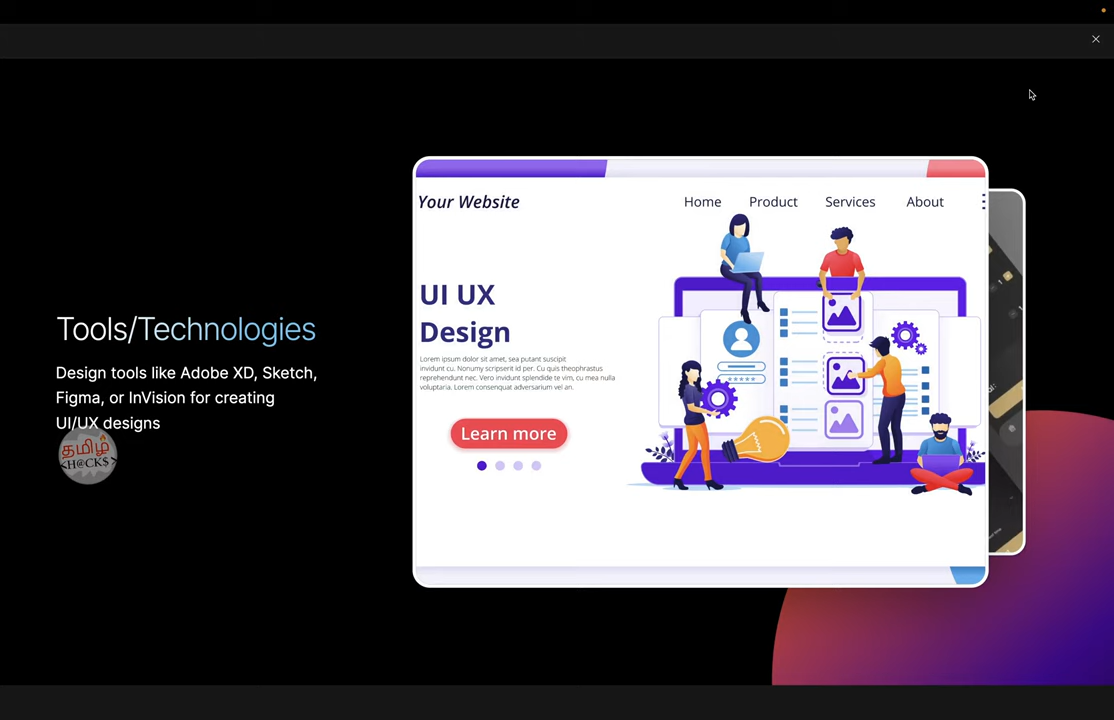 Your Website
Home Product Services About
UI UX
Design
Lorem ipsum dolor sit amet, sea putant suscipit
invidunt cu. Nonumy scripserit id per. Cu quis theophrastus
reprehendunt nec. Vero invidunt splendide te vim, cu mea nulla
Lorem consequat adversarium vel an.
Learn more
Tools/Technologies
Design tools like Adobe XD, Sketch,
Figma, or InVision for creating
UI/UX designs
தமிழ்
<H@CK$>